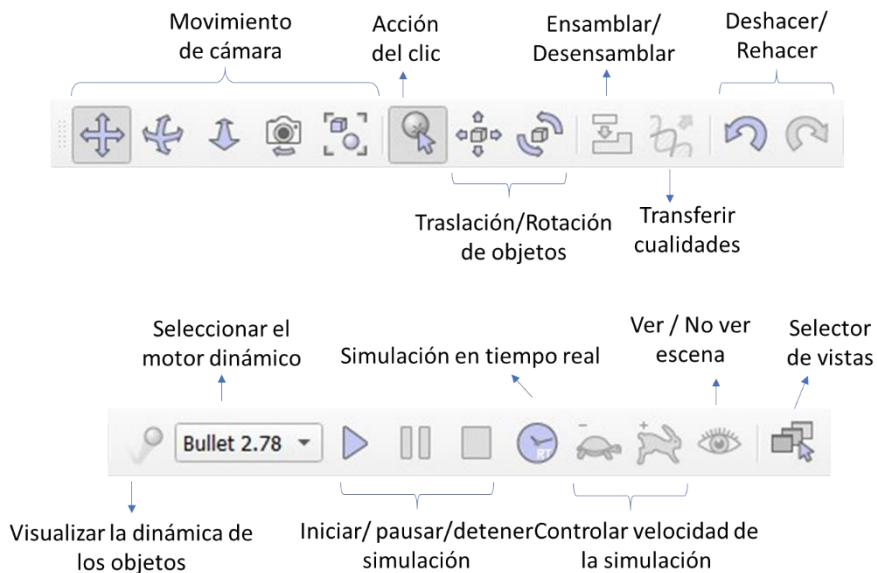 Movimiento
de cámara
Acción
del clic
Ensamblar/
Desensamblar
Deshacer/
Rehacer
Traslación/Rotación
de objetos
Transferir
cualidades
Seleccionar el
motor dinámico
Simulación en tiempo real
Ver / No ver
escena
Selector
de vistas
Bullet 2.78
RT
- +
Visualizar la dinámica de
los objetos
Iniciar/ pausar/detener
simulación
Controlar velocidad de
la simulación